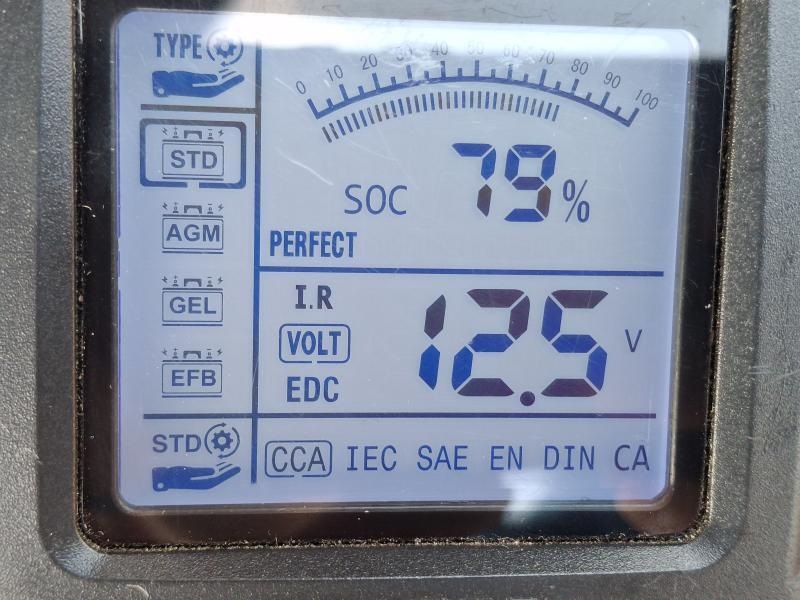 TYPE
0 10 20 30 40 50 60 70 80 90 100
STD
SOC 79 %
AGM
PERFECT
GEL
I.R
VOLT 12.5 V
EFB
EDC
STD
CCA IEC SAE EN DIN CA